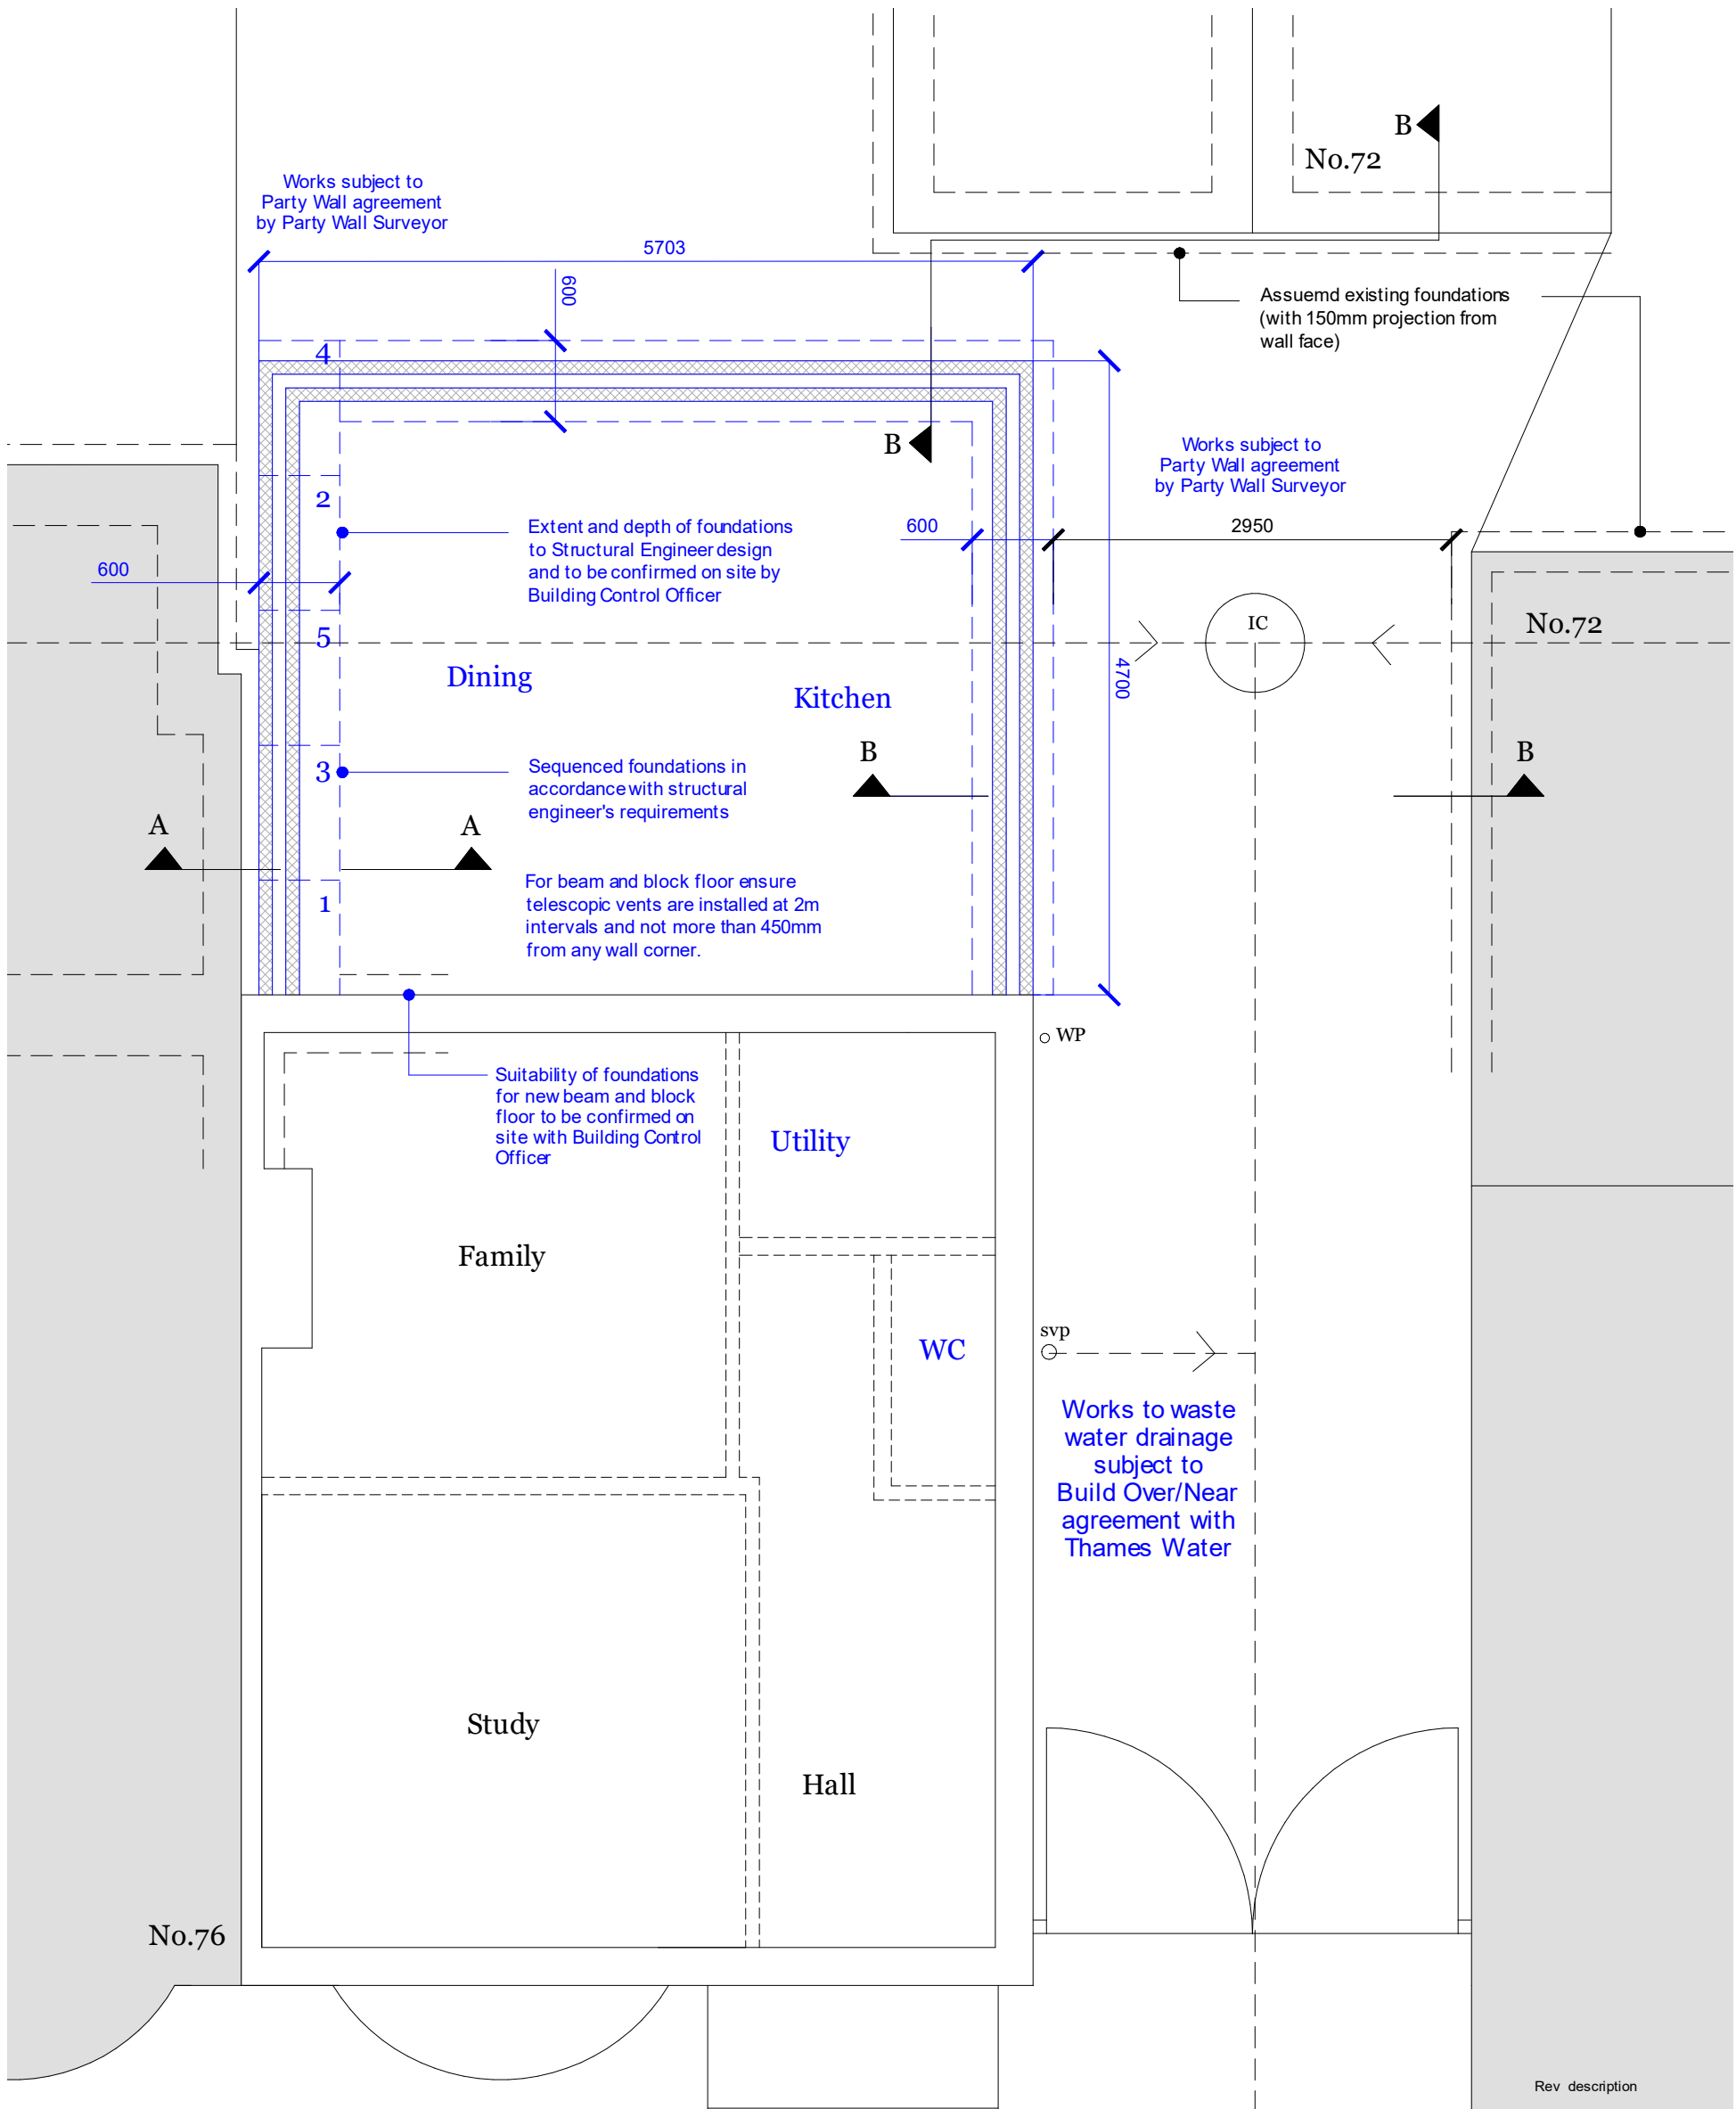 B
No.72
Works subject to
Party Wall agreement
by Party Wall Surveyor
5703
600
Assuemd existing foundations
(with 150mm projection from
wall face)
4
B
Works subject to
Party Wall agreement
by Party Wall Surveyor
2
Extent and depth of foundations
to Structural Engineer design
and to be confirmed on site by
Building Control Officer
600
2950
600
IC
No.72
5
4700
Dining
Kitchen
B
B
3
Sequenced foundations in
accordance with structural
engineer's requirements
A
A
For beam and block floor ensure
telescopic vents are installed at 2m
intervals and not more than 450mm
from any wall corner.
1
WP
Suitability of foundations
for new beam and block
floor to be confirmed on
site with Building Control
Officer
Utility
Family
svp
WC
Works to waste
water drainage
subject to
Build Over/Near
agreement with
Thames Water
Study
Hall
No.76
Rev description